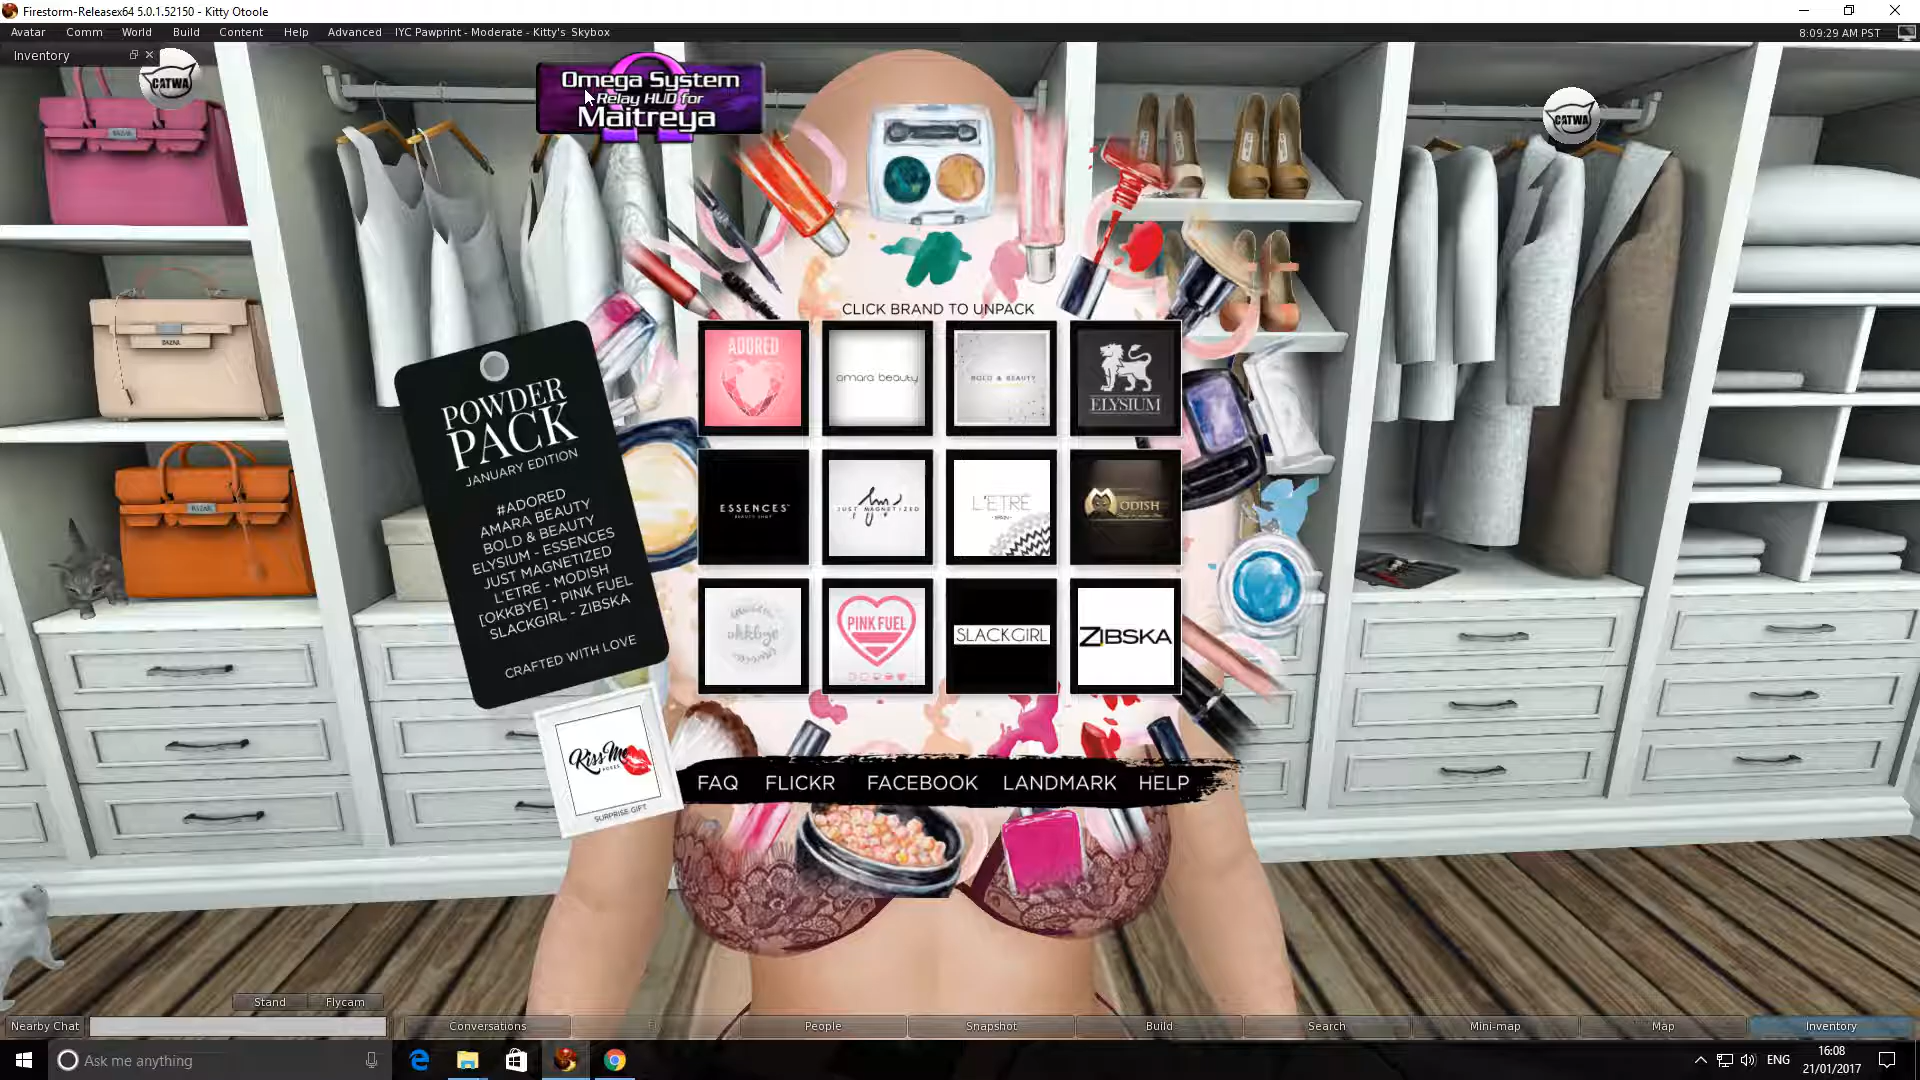 Firestorm-Releasex64 5.0.1.52150 - Kitty Otoole
Avatar Comm World Build Content Help Advanced IYC Pawprint - Moderate - Kitty's Skybox 8:09:29 AM PST
Inventory
CATWA
Omega System
Relay HUD for
Maitreya
CATWA
CLICK BRAND TO UNPACK
ADORED
amara beauty
BOLD & BEAUTY
ELYSIUM
ESSENCES
JUST MAGNETIZED
L'ETRE
MODISH
okkbye
PINK FUEL
SLACKGIRL
ZIBSKA
POWDER
PACK
JANUARY EDITION
#ADORED
AMARA BEAUTY
BOLD & BEAUTY
ELYSIUM - ESSENCES
JUST MAGNETIZED
L'ETRE - MODISH
[OKKBYE] - PINK FUEL
SLACKGIRL - ZIBSKA
CRAFTED WITH LOVE
Kiss Me
POSES
SURPRISE GIFT
FAQ FLICKR FACEBOOK LANDMARK HELP
Stand Flycam
Nearby Chat Conversations People Snapshot Build Search Mini-map Map Inventory
Ask me anything
ENG
16:08
21/01/2017